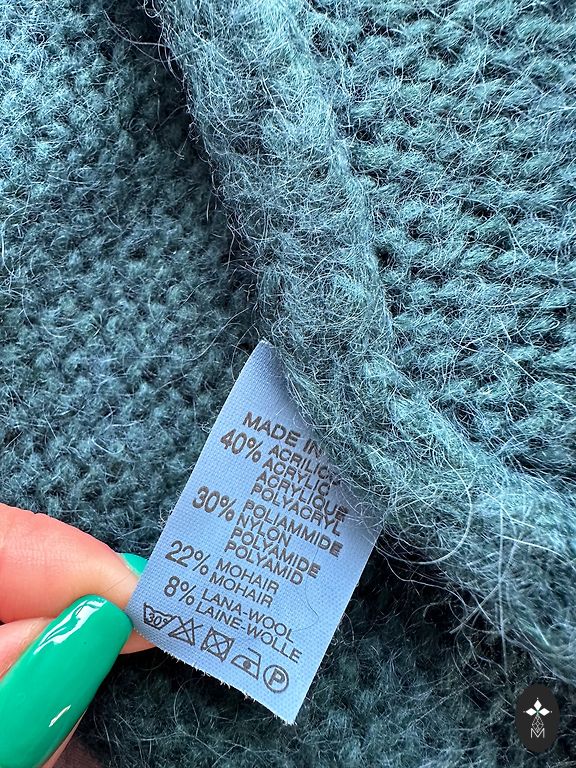 MADE IN
40% ACRILICO
ACRYLIC
ACRYLIQUE
POLYACRYL
30% POLIAMMIDE
NYLON
POLYAMIDE
POLYAMID
22% MOHAIR
MOHAIR
8% LANA-WOOL
LAINE-WOLLE
30° P
M